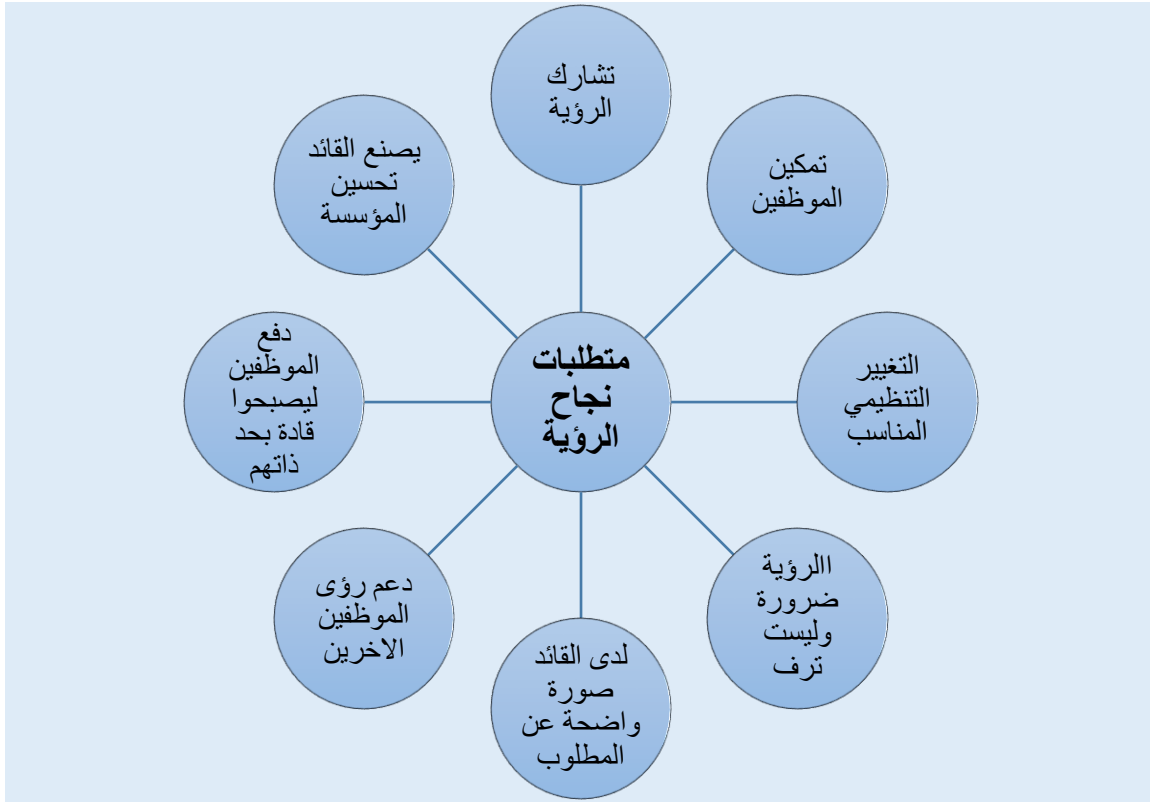 تشارك
الرؤية
تمكين
الموظفين
التغيير
التنظيمي
المناسب
االرؤية
ضرورة
وليست
ترف
لدى القائد
صورة
واضحة عن
المطلوب
دعم رؤى
الموظفين
الاخرين
دفع
الموظفين
ليصبحوا
قادة بحد
ذاتهم
يصنع القائد
تحسين
المؤسسة
متطلبات
نجاح
الرؤية